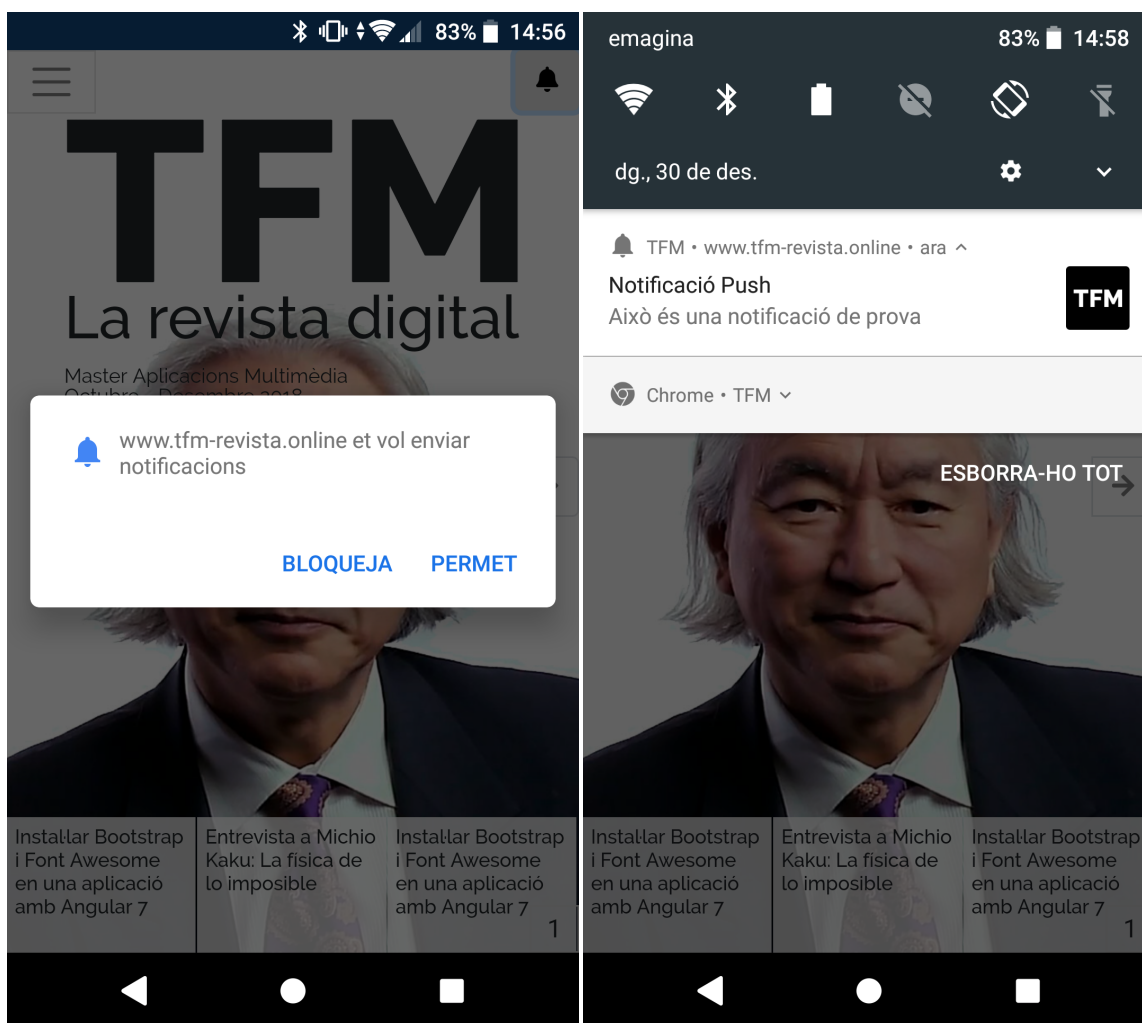 83% 14:56
TFM
La revista digital
Master Aplicacions Multimèdia
Octubre - Desembre 2018
www.tfm-revista.online et vol enviar
notificacions
BLOQUEJA PERMET
Instal·lar Bootstrap
i Font Awesome
en una aplicació
amb Angular 7
Entrevista a Michio
Kaku: La física de
lo imposible
Instal·lar Bootstrap
i Font Awesome
en una aplicació
amb Angular 7
1
emagina 83% 14:58
dg., 30 de des.
TFM • www.tfm-revista.online • ara
Notificació Push
Això és una notificació de prova
TFM
Chrome • TFM
ESBORRA-HO TOT
Instal·lar Bootstrap
i Font Awesome
en una aplicació
amb Angular 7
Entrevista a Michio
Kaku: La física de
lo imposible
Instal·lar Bootstrap
i Font Awesome
en una aplicació
amb Angular 7
1